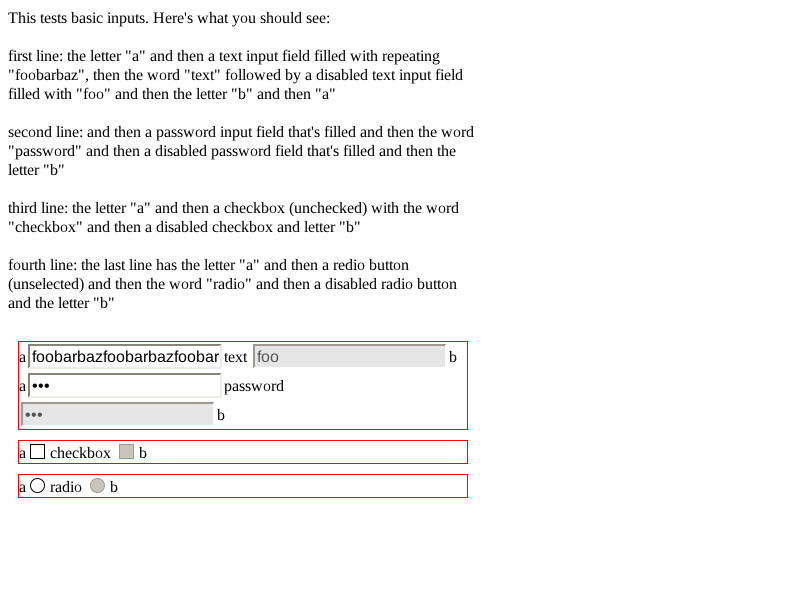 This tests basic inputs. Here's what you should see:
first line: the letter "a" and then a text input field filled with repeating
"foobarbaz", then the word "text" followed by a disabled text input field
filled with "foo" and then the letter "b" and then "a"
second line: and then a password input field that's filled and then the word
"password" and then a disabled password field that's filled and then the
letter "b"
third line: the letter "a" and then a checkbox (unchecked) with the word
"checkbox" and then a disabled checkbox and letter "b"
fourth line: the last line has the letter "a" and then a redio button
(unselected) and then the word "radio" and then a disabled radio button
and the letter "b"
a foobarbazfoobarbazfoobar text foo b
a ••• password
••• b
a checkbox b
a radio b